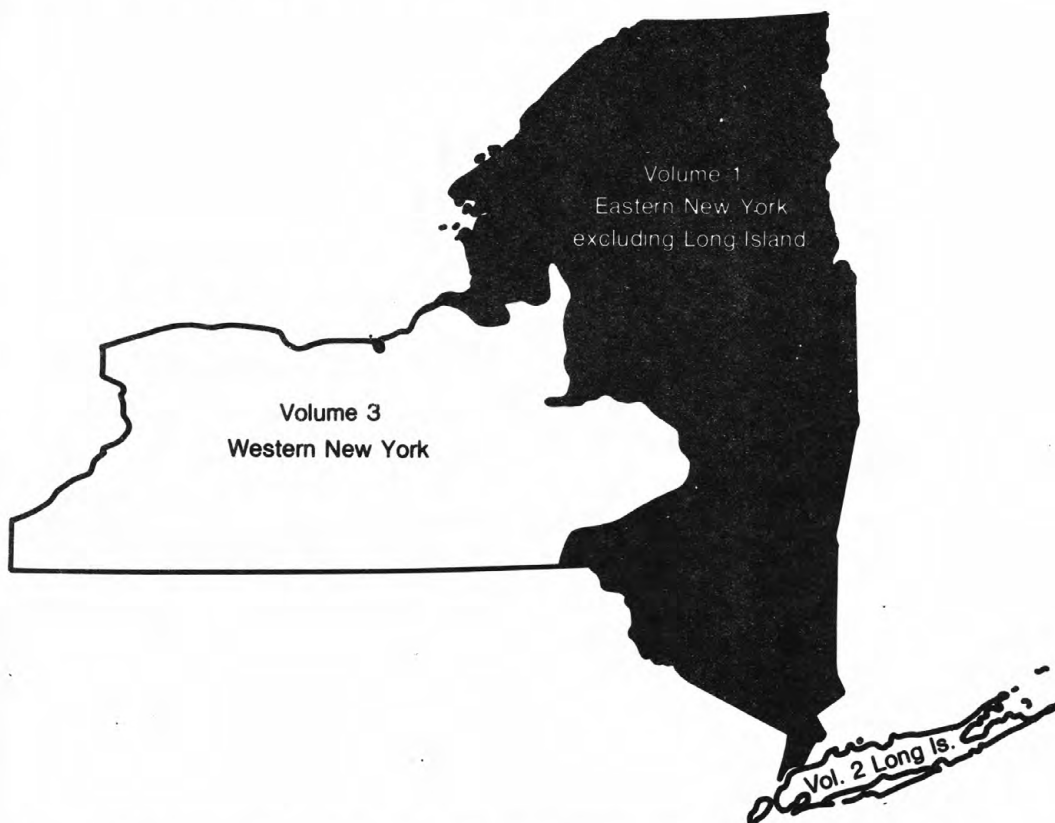 Volume 1
Eastern New York
excluding Long Island
Volume 3
Western New York
Vol. 2 Long Is.